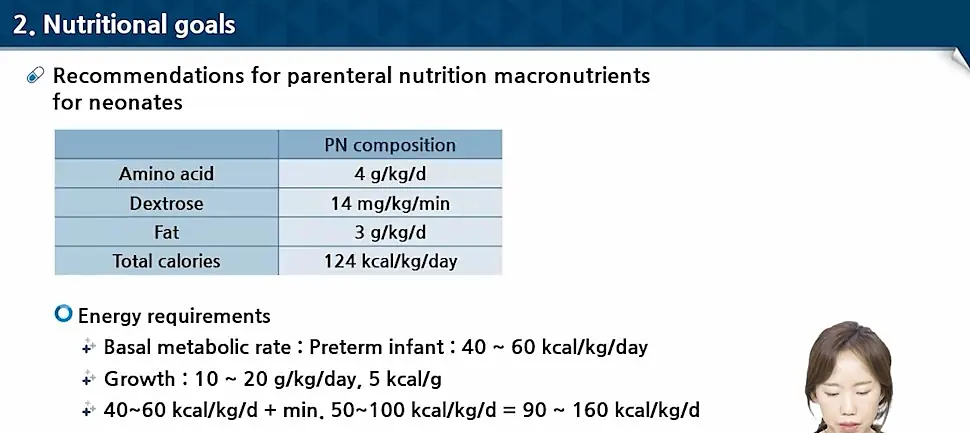 2. Nutritional goals
Recommendations for parenteral nutrition macronutrients
for neonates
PN composition
Amino acid 4 g/kg/d
Dextrose 14 mg/kg/min
Fat 3 g/kg/d
Total calories 124 kcal/kg/day
Energy requirements
Basal metabolic rate : Preterm infant : 40 ~ 60 kcal/kg/day
Growth : 10 ~ 20 g/kg/day, 5 kcal/g
40~60 kcal/kg/d + min. 50~100 kcal/kg/d = 90 ~ 160 kcal/kg/d